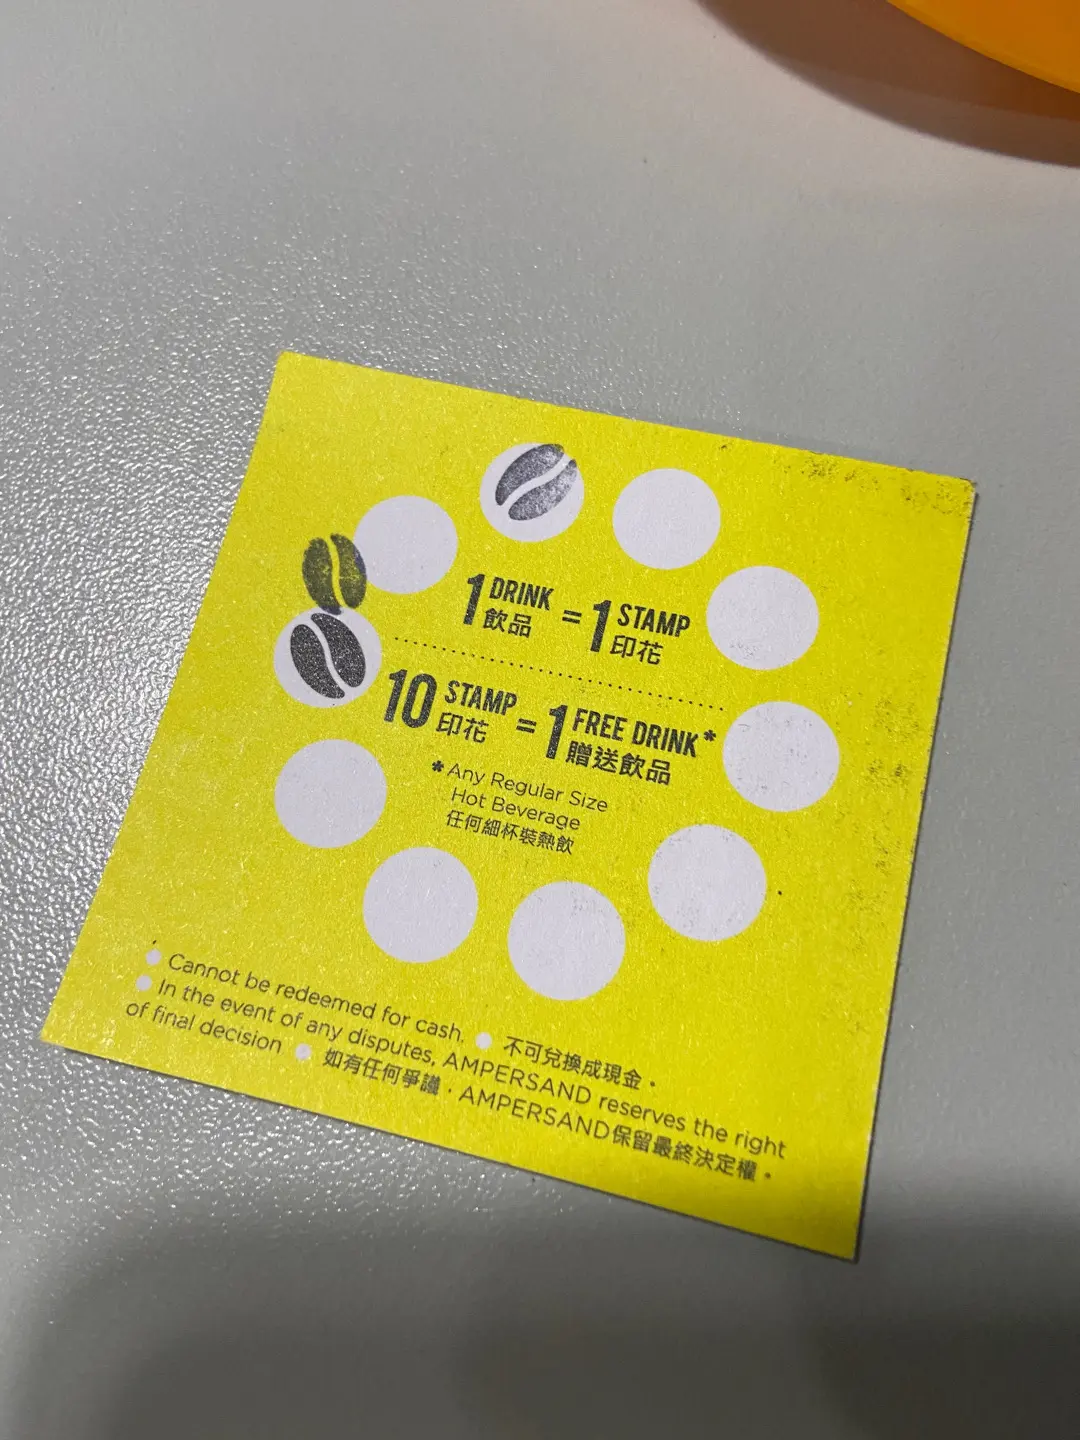 1 DRINK 飲品 = 1 STAMP 印花
10 STAMP 印花 = 1 FREE DRINK* 贈送飲品
* Any Regular Size
Hot Beverage
任何細杯裝熱飲
Cannot be redeemed for cash. 不可兌換成現金。
In the event of any disputes, AMPERSAND reserves the right
of final decision 如有任何爭議，AMPERSAND保留最終決定權。